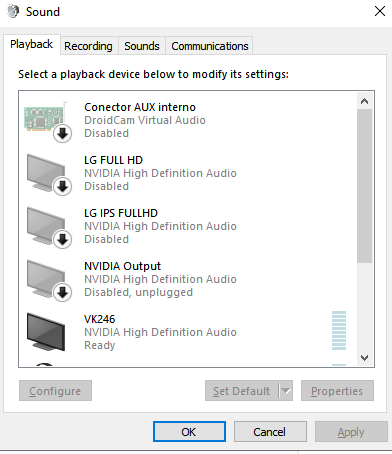 Sound
Playback
Recording
Sounds
Communications
Select a playback device below to modify its settings:
Conector AUX interno
DroidCam Virtual Audio
Disabled
LG FULL HD
NVIDIA High Definition Audio
Disabled
LG IPS FULLHD
NVIDIA High Definition Audio
Disabled
NVIDIA Output
NVIDIA High Definition Audio
Disabled, unplugged
VK246
NVIDIA High Definition Audio
Ready
Configure
Set Default
Properties
OK
Cancel
Apply